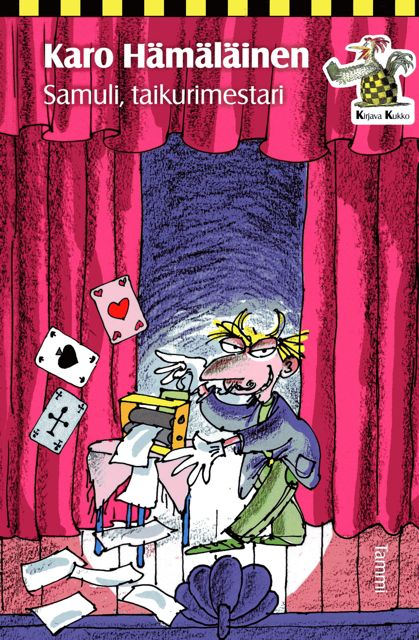 Karo Hämäläinen
Samuli, taikurimestari
Kirjava Kukko
tammi